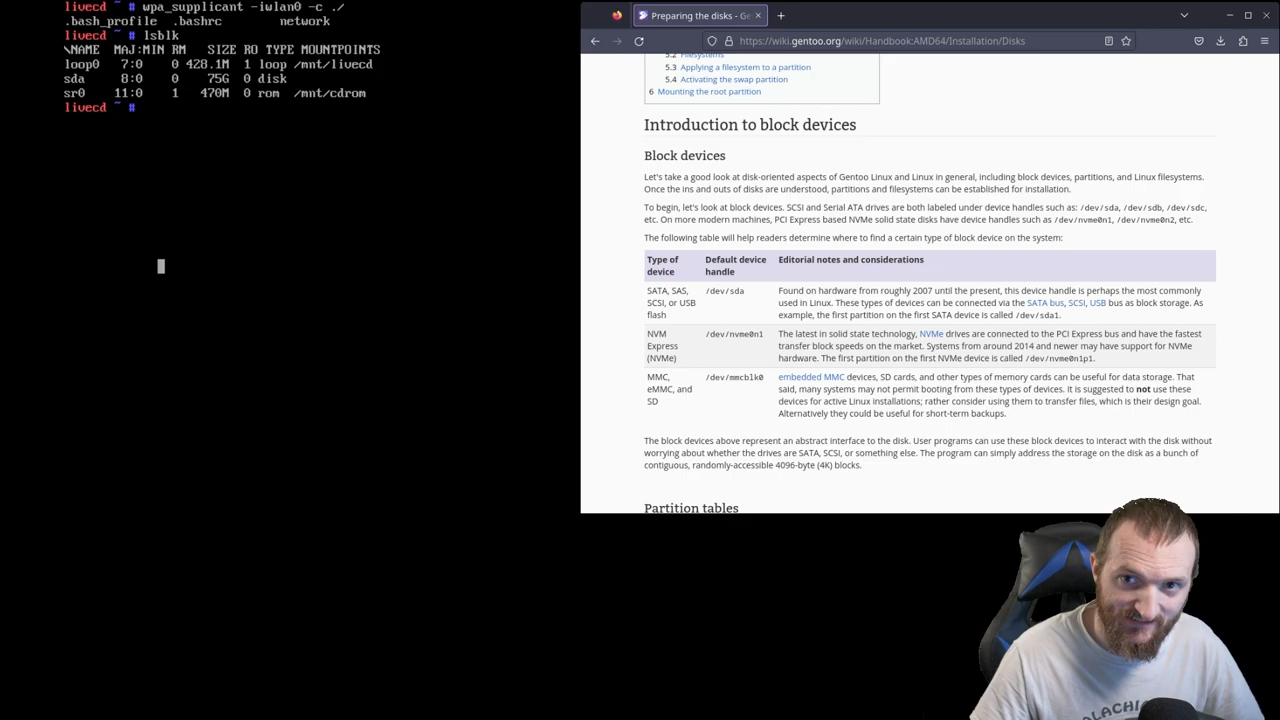 livecd ~ # wpa_supplicant -iwlan0 -c ./
.bash_profile .bashrc network
livecd ~ # lsblk
\NAME MAJ:MIN RM SIZE RO TYPE MOUNTPOINTS
loop0 7:0 0 428.1M 1 loop /mnt/livecd
sda 8:0 0 75G 0 disk
sr0 11:0 1 470M 0 rom /mnt/cdrom
livecd ~ #
Preparing the disks - Ge
https://wiki.gentoo.org/wiki/Handbook:AMD64/Installation/Disks
5.2 Filesystems
5.3 Applying a filesystem to a partition
5.4 Activating the swap partition
6 Mounting the root partition
Introduction to block devices
Block devices
Let's take a good look at disk-oriented aspects of Gentoo Linux and Linux in general, including block devices, partitions, and Linux filesystems.
Once the ins and outs of disks are understood, partitions and filesystems can be established for installation.
To begin, let's look at block devices. SCSI and Serial ATA drives are both labeled under device handles such as: /dev/sda, /dev/sdb, /dev/sdc,
etc. On more modern machines, PCI Express based NVMe solid state disks have device handles such as /dev/nvme0n1, /dev/nvme0n2, etc.
The following table will help readers determine where to find a certain type of block device on the system:
Type of device Default device handle Editorial notes and considerations
SATA, SAS, /dev/sda Found on hardware from roughly 2007 until the present, this device handle is perhaps the most commonly
SCSI, or USB used in Linux. These types of devices can be connected via the SATA bus, SCSI, USB bus as block storage. As
flash example, the first partition on the first SATA device is called /dev/sda1.
NVM /dev/nvme0n1 The latest in solid state technology, NVMe drives are connected to the PCI Express bus and have the fastest
Express transfer block speeds on the market. Systems from around 2014 and newer may have support for NVMe
(NVMe) hardware. The first partition on the first NVMe device is called /dev/nvme0n1p1.
MMC, /dev/mmcblk0 embedded MMC devices, SD cards, and other types of memory cards can be useful for data storage. That
eMMC, and said, many systems may not permit booting from these types of devices. It is suggested to not use these
SD devices for active Linux installations; rather consider using them to transfer files, which is their design goal.
Alternatively they could be useful for short-term backups.
The block devices above represent an abstract interface to the disk. User programs can use these block devices to interact with the disk without
worrying about whether the drives are SATA, SCSI, or something else. The program can simply address the storage on the disk as a bunch of
contiguous, randomly-accessible 4096-byte (4K) blocks.
Partition tables